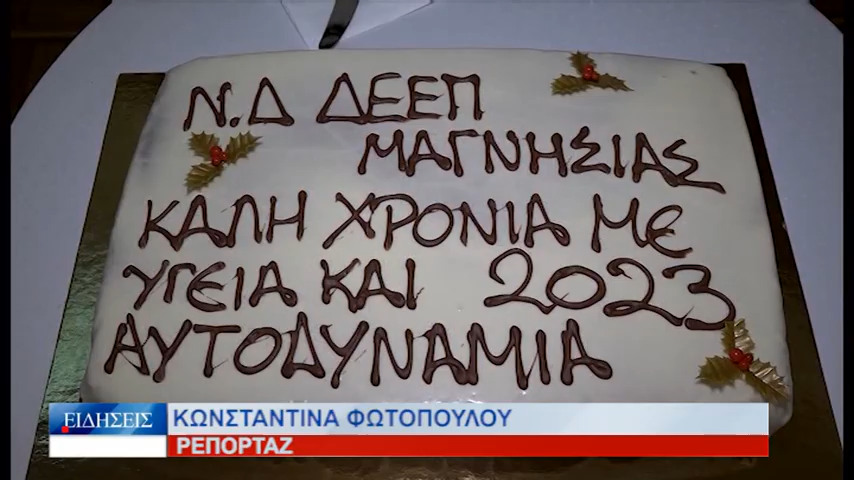 Ν.Δ ΔΕΕΠ
ΜΑΓΝΗΣΙΑΣ
ΚΑΛΗ ΧΡΟΝΙΑ ΜΕ
ΥΓΕΙΑ ΚΑΙ 2023
ΑΥΤΟΔΥΝΑΜΙΑ
ΕΙΔΗΣΕΙΣ
ΚΩΝΣΤΑΝΤΙΝΑ ΦΩΤΟΠΟΥΛΟΥ
ΡΕΠΟΡΤΑΖ